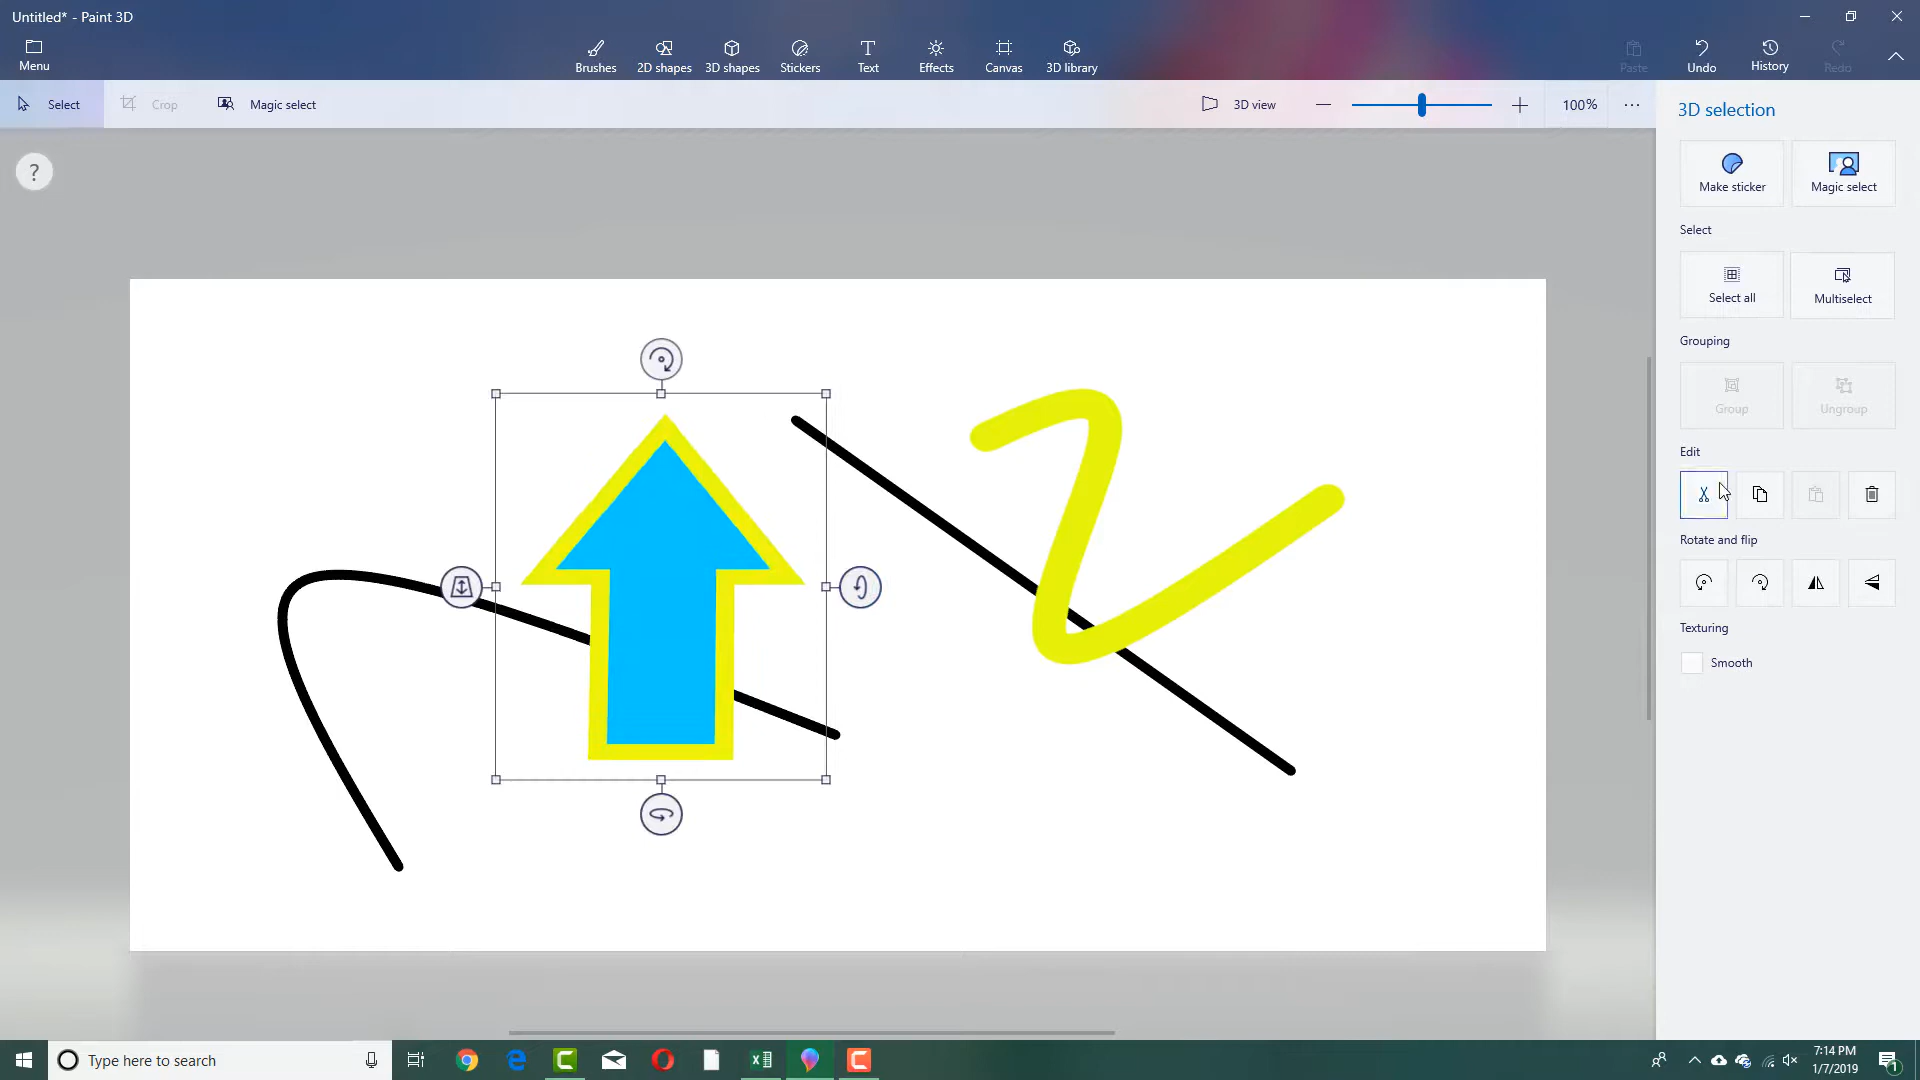 Untitled* - Paint 3D
Menu
Brushes
2D shapes
3D shapes
Stickers
Text
Effects
Canvas
3D library
Paste
Undo
History
Redo
Select
Crop
Magic select
3D view
100%
3D selection
?
Make sticker
Magic select
Select
Select all
Multiselect
Grouping
Group
Ungroup
Edit
Rotate and flip
Texturing
Smooth
Type here to search
7:14 PM
1/7/2019
1